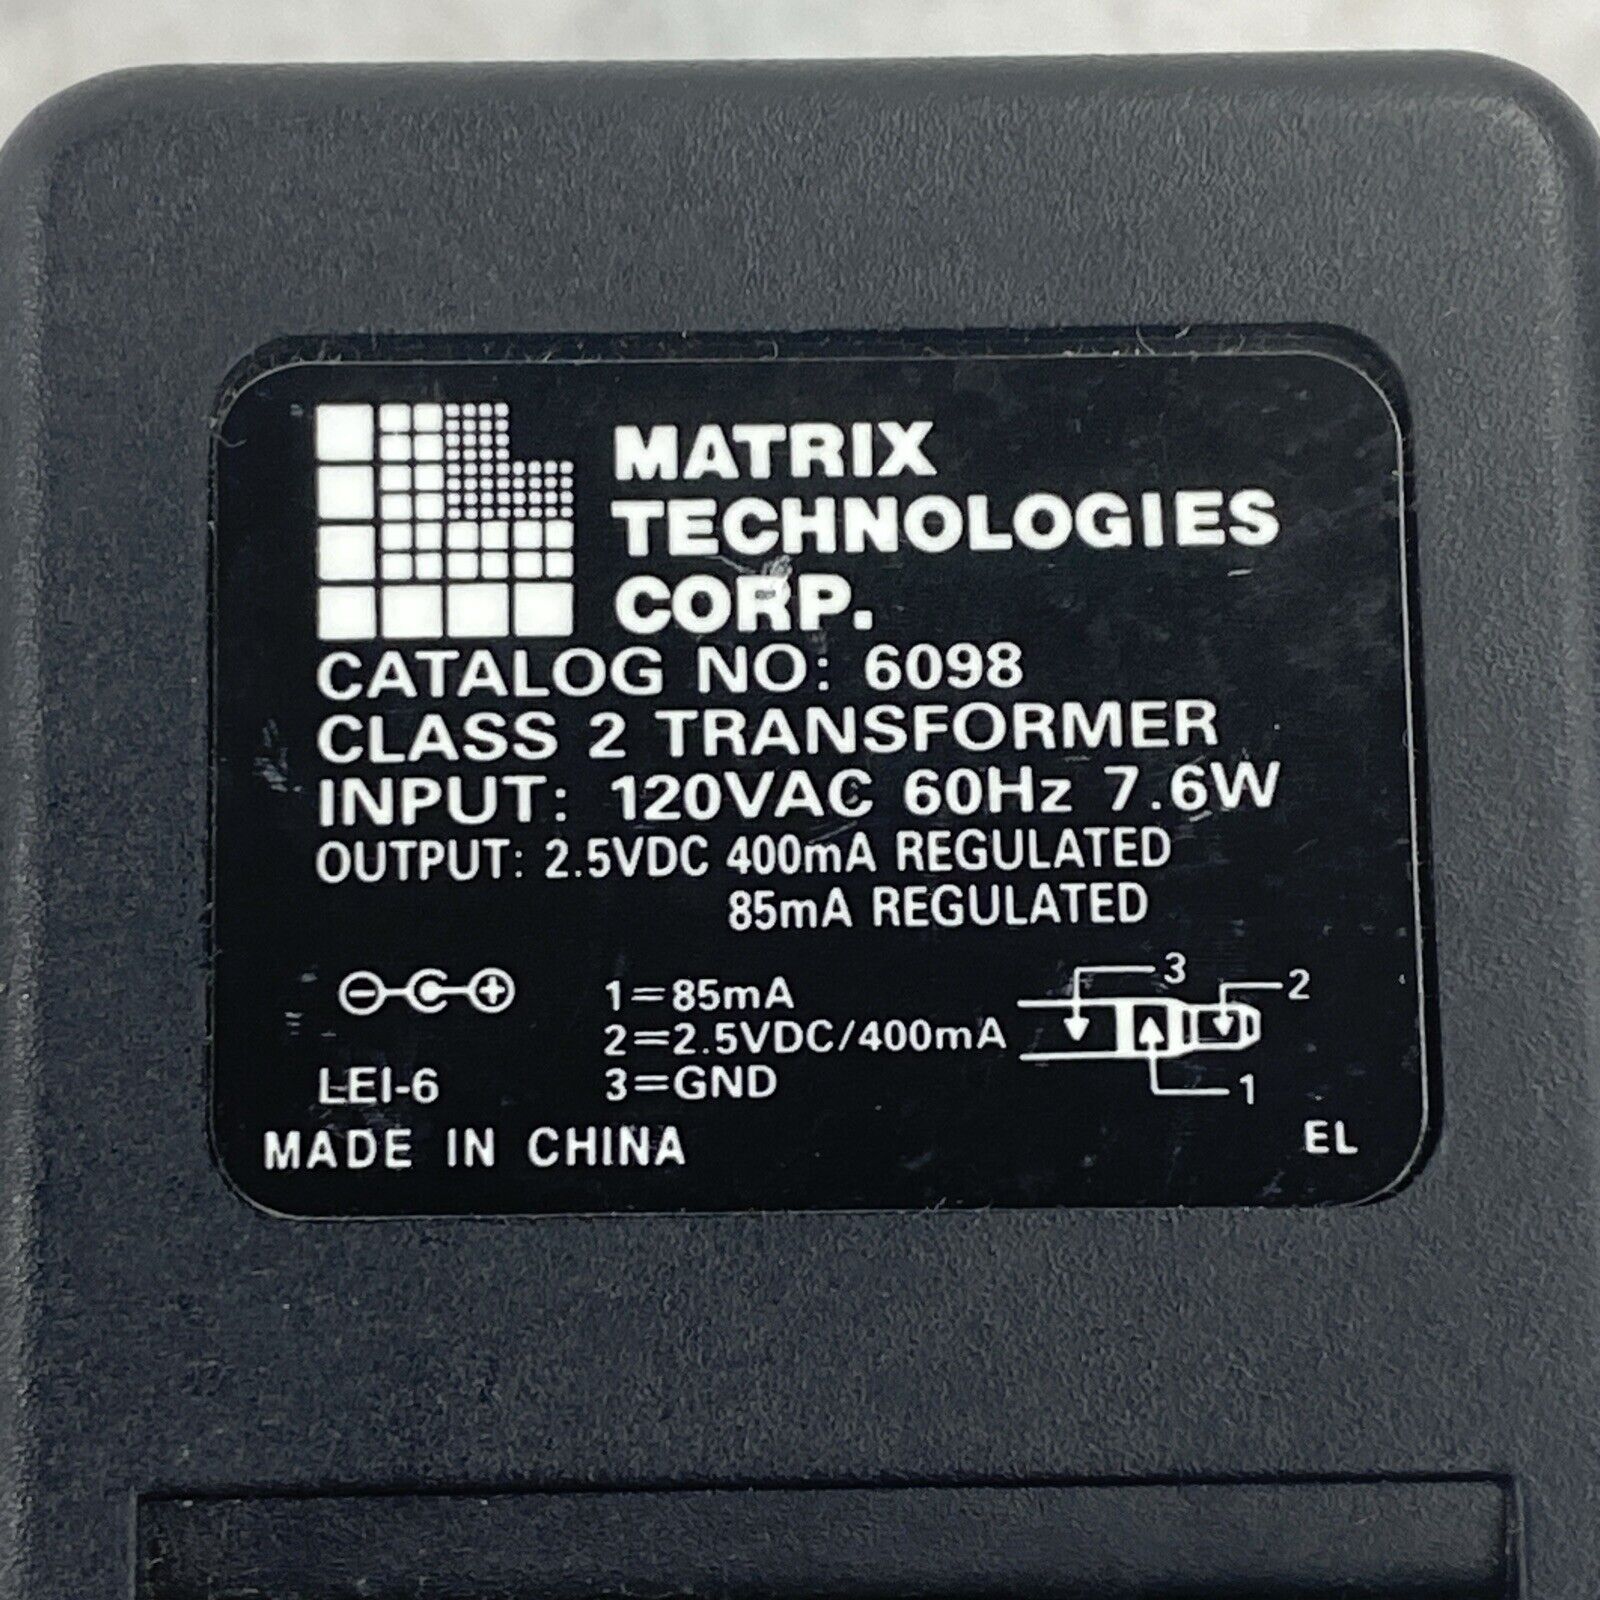 MATRIX
TECHNOLOGIES
CORP.
CATALOG NO: 6098
CLASS 2 TRANSFORMER
INPUT: 120VAC 60Hz 7.6W
OUTPUT: 2.5VDC 400mA REGULATED
85mA REGULATED
1=85mA
2=2.5VDC/400mA
3=GND
3
2
1
LEI-6
MADE IN CHINA
EL